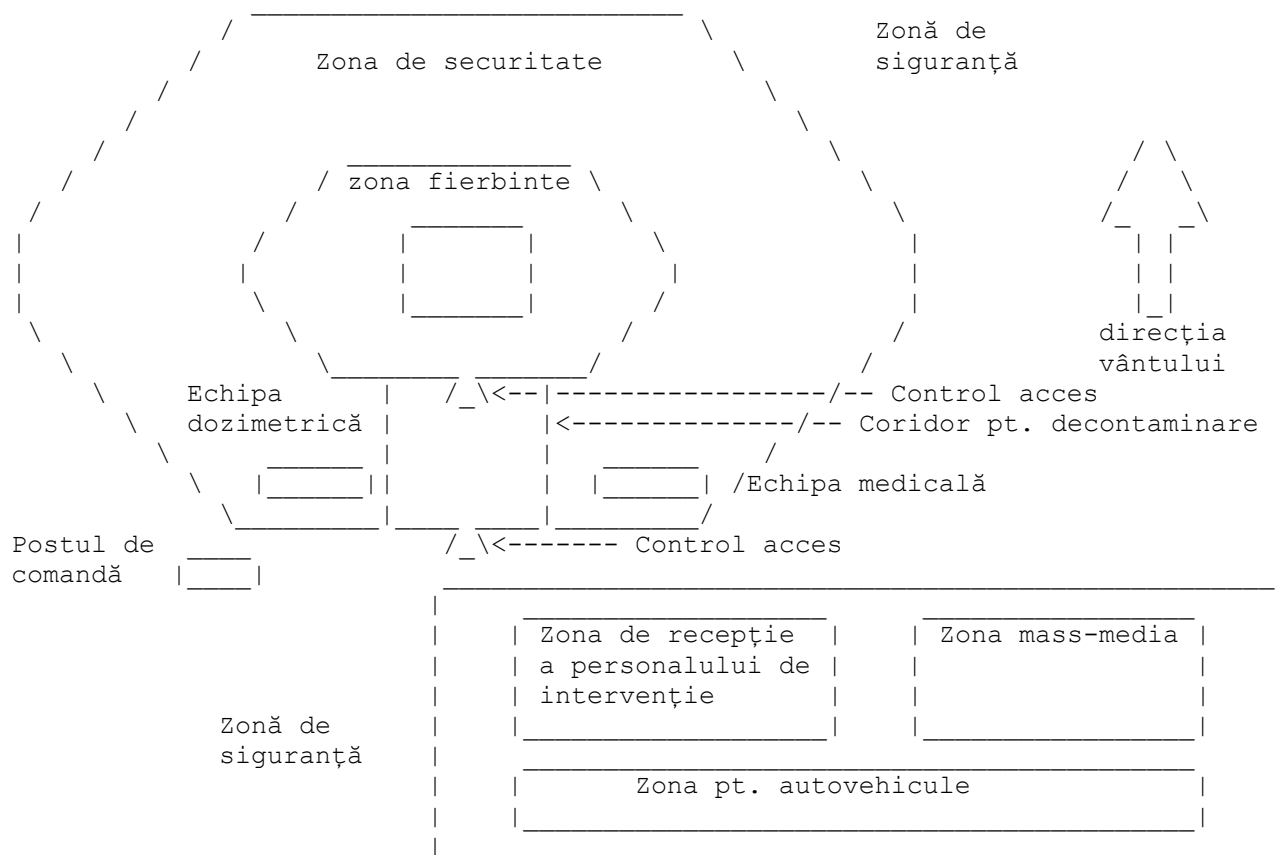 Zonă de
Zona de securitate siguranță
zona fierbinte
direcția
vântului
Echipa Control acces
dozimetrică Coridor pt. decontaminare
Echipa medicală
Postul de Control acces
comandă
Zona de recepție Zona mass-media
a personalului de
intervenție
Zonă de
siguranță
Zona pt. autovehicule